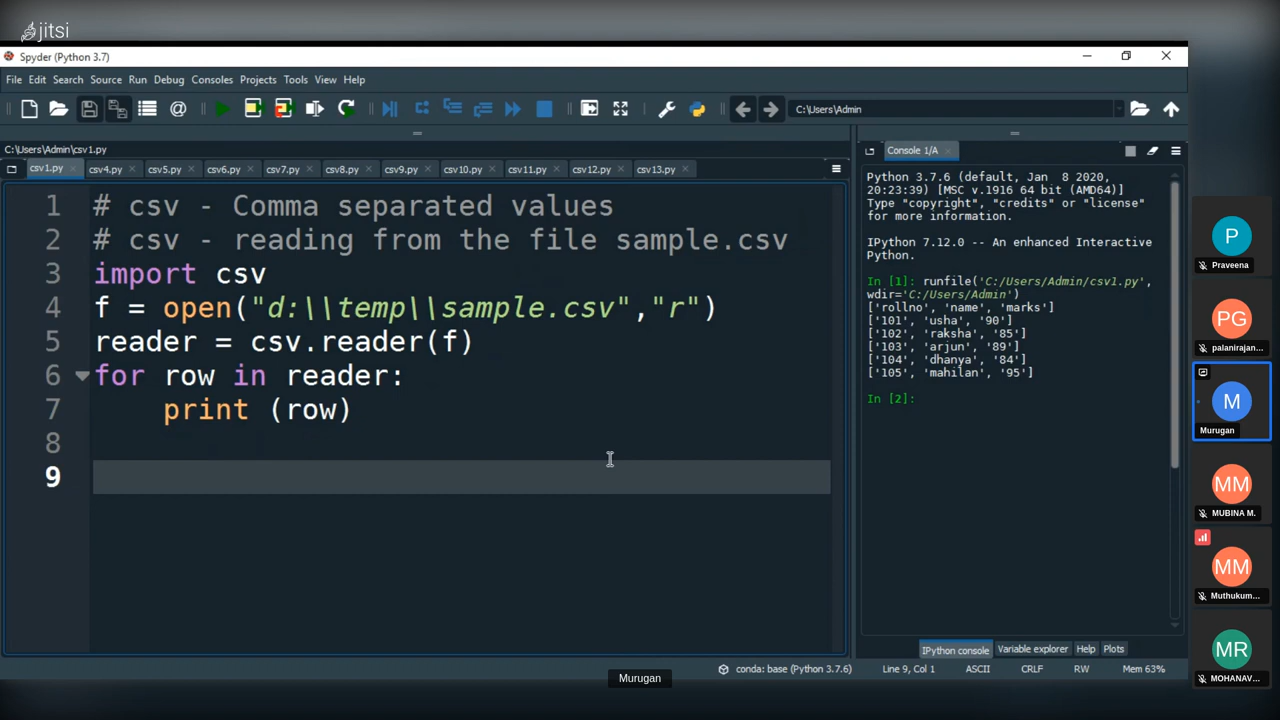 jitsi
Spyder (Python 3.7)
File Edit Search Source Run Debug Consoles Projects Tools View Help
C:\Users\Admin
C:\Users\Admin\csv1.py
csv1.py csv4.py csv5.py csv6.py csv7.py csv8.py csv9.py csv10.py csv11.py csv12.py csv13.py
1 # csv - Comma separated values
2 # csv - reading from the file sample.csv
3 import csv
4 f = open("d:\\temp\\sample.csv","r")
5 reader = csv.reader(f)
6 for row in reader:
7     print (row)
8
9
Console 1/A
Python 3.7.6 (default, Jan  8 2020,
20:23:39) [MSC v.1916 64 bit (AMD64)]
Type "copyright", "credits" or "license"
for more information.
IPython 7.12.0 -- An enhanced Interactive
Python.
In [1]: runfile('C:/Users/Admin/csv1.py',
wdir='C:/Users/Admin')
['rollno', 'name', 'marks']
['101', 'usha', '90']
['102', 'raksha', '85']
['103', 'arjun', '89']
['104', 'dhanya', '84']
['105', 'mahilan', '95']
In [2]:
IPython console Variable explorer Help Plots
conda: base (Python 3.7.6) Line 9, Col 1 ASCII CRLF RW Mem 63%
Murugan
P
Praveena
PG
palanirajan...
M
Murugan
MM
MUBINA M.
MM
Muthukum...
MR
MOHANAV...